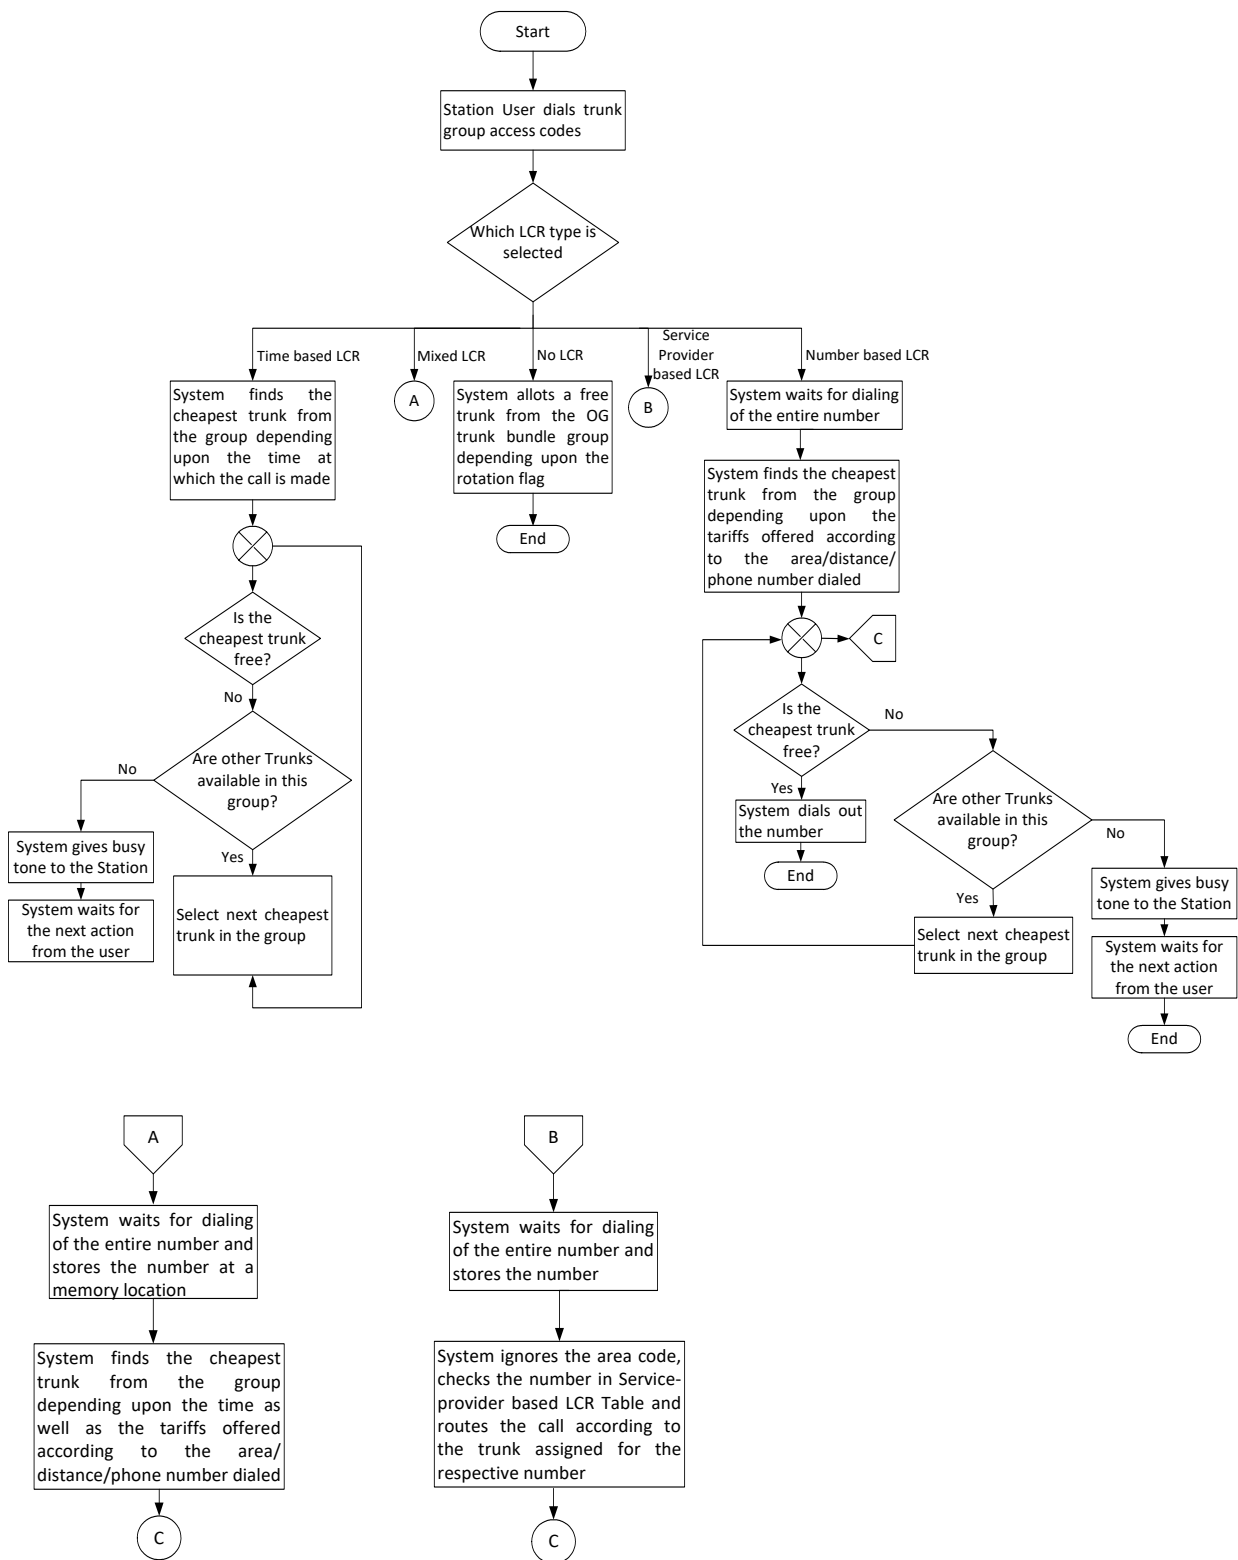 Start
Station User dials trunk
group access codes
Which LCR type is
selected
Time based LCR
Mixed LCR
No LCR
Service
Provider
based LCR
Number based LCR
System finds the
cheapest trunk from
the group depending
upon the time at
which the call is made
A
System allots a free
trunk from the OG
trunk bundle group
depending upon the
rotation flag
End
B
System waits for dialing
of the entire number
System finds the cheapest
trunk from the group
depending upon the
tariffs offered according
to the area/distance/
phone number dialed
C
Is the
cheapest trunk
free?
No
Are other Trunks
available in this
group?
No
System gives busy
tone to the Station
System waits for
the next action
from the user
Yes
Select next cheapest
trunk in the group
Is the
cheapest trunk
free?
No
Yes
System dials out
the number
End
Are other Trunks
available in this
group?
No
Yes
Select next cheapest
trunk in the group
System gives busy
tone to the Station
System waits for
the next action
from the user
End
A
System waits for dialing
of the entire number and
stores the number at a
memory location
System finds the cheapest
trunk from the group
depending upon the time as
well as the tariffs offered
according to the area/
distance/phone number dialed
C
B
System waits for dialing
of the entire number and
stores the number
System ignores the area code,
checks the number in Service-
provider based LCR Table and
routes the call according to
the trunk assigned for the
respective number
C